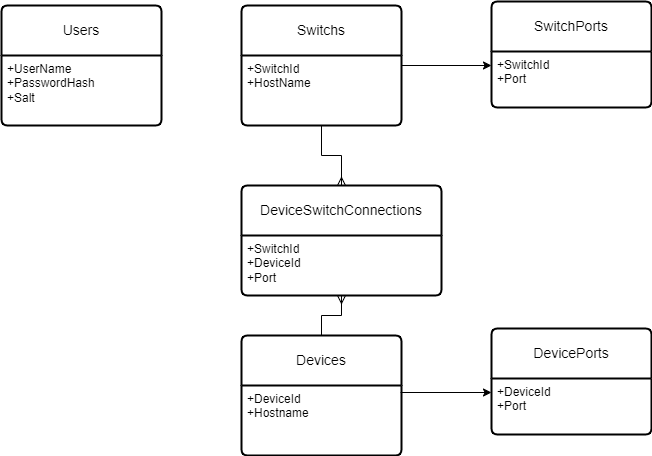 Users
+UserName
+PasswordHash
+Salt
Switchs
+SwitchId
+HostName
SwitchPorts
+SwitchId
+Port
DeviceSwitchConnections
+SwitchId
+DeviceId
+Port
Devices
+DeviceId
+Hostname
DevicePorts
+DeviceId
+Port